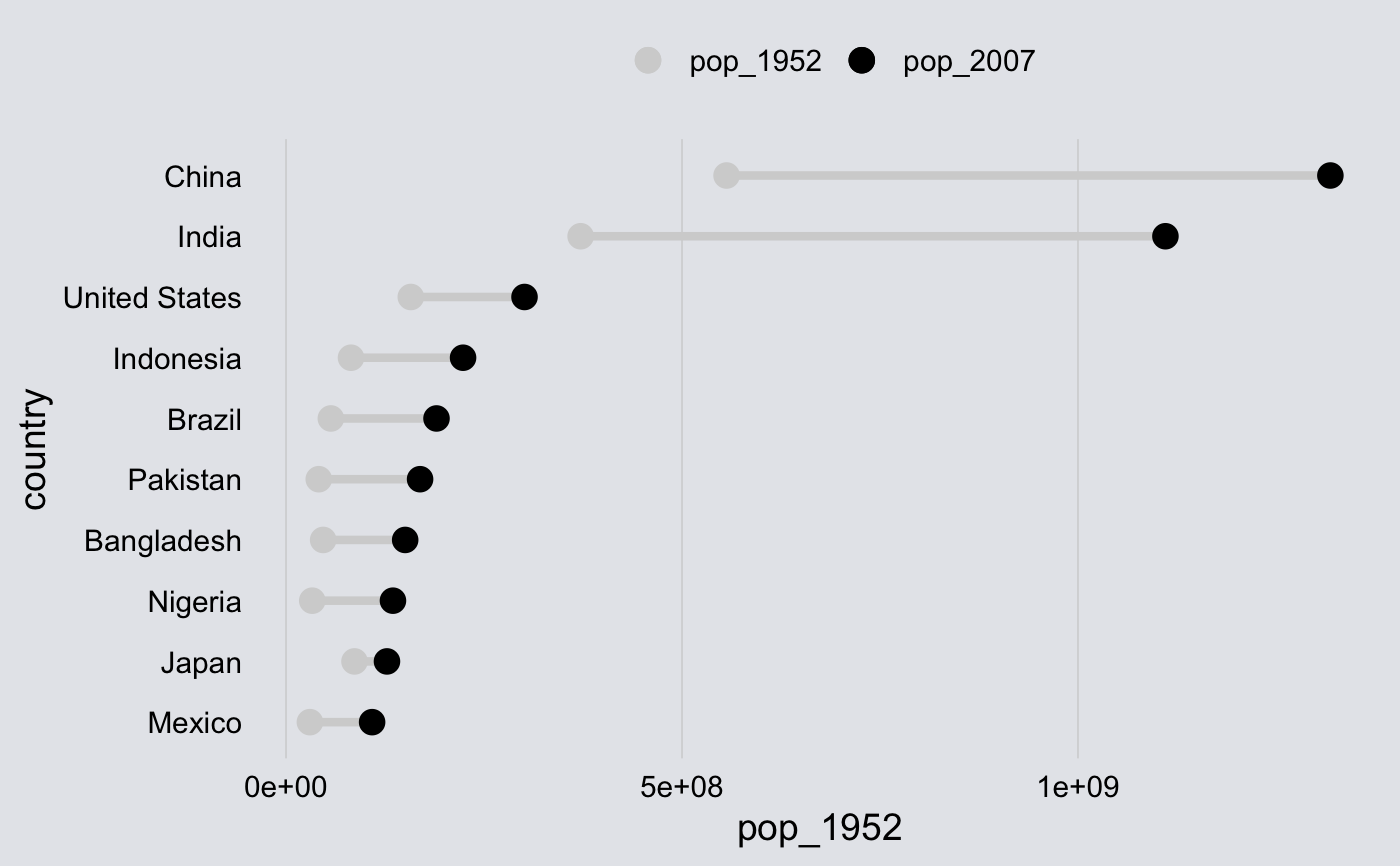 pop_1952 pop_2007
China
India
United States
Indonesia
Brazil
Pakistan
Bangladesh
Nigeria
Japan
Mexico
country
0e+00 5e+08 1e+09
pop_1952